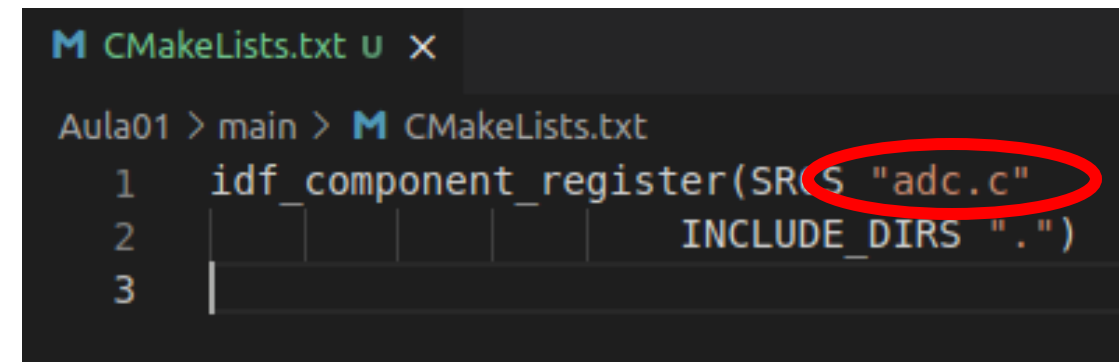 M CMakeLists.txt U ×
Aula01 > main > M CMakeLists.txt
1 idf_component_register(SRCS "adc.c"
2 INCLUDE_DIRS ".")
3